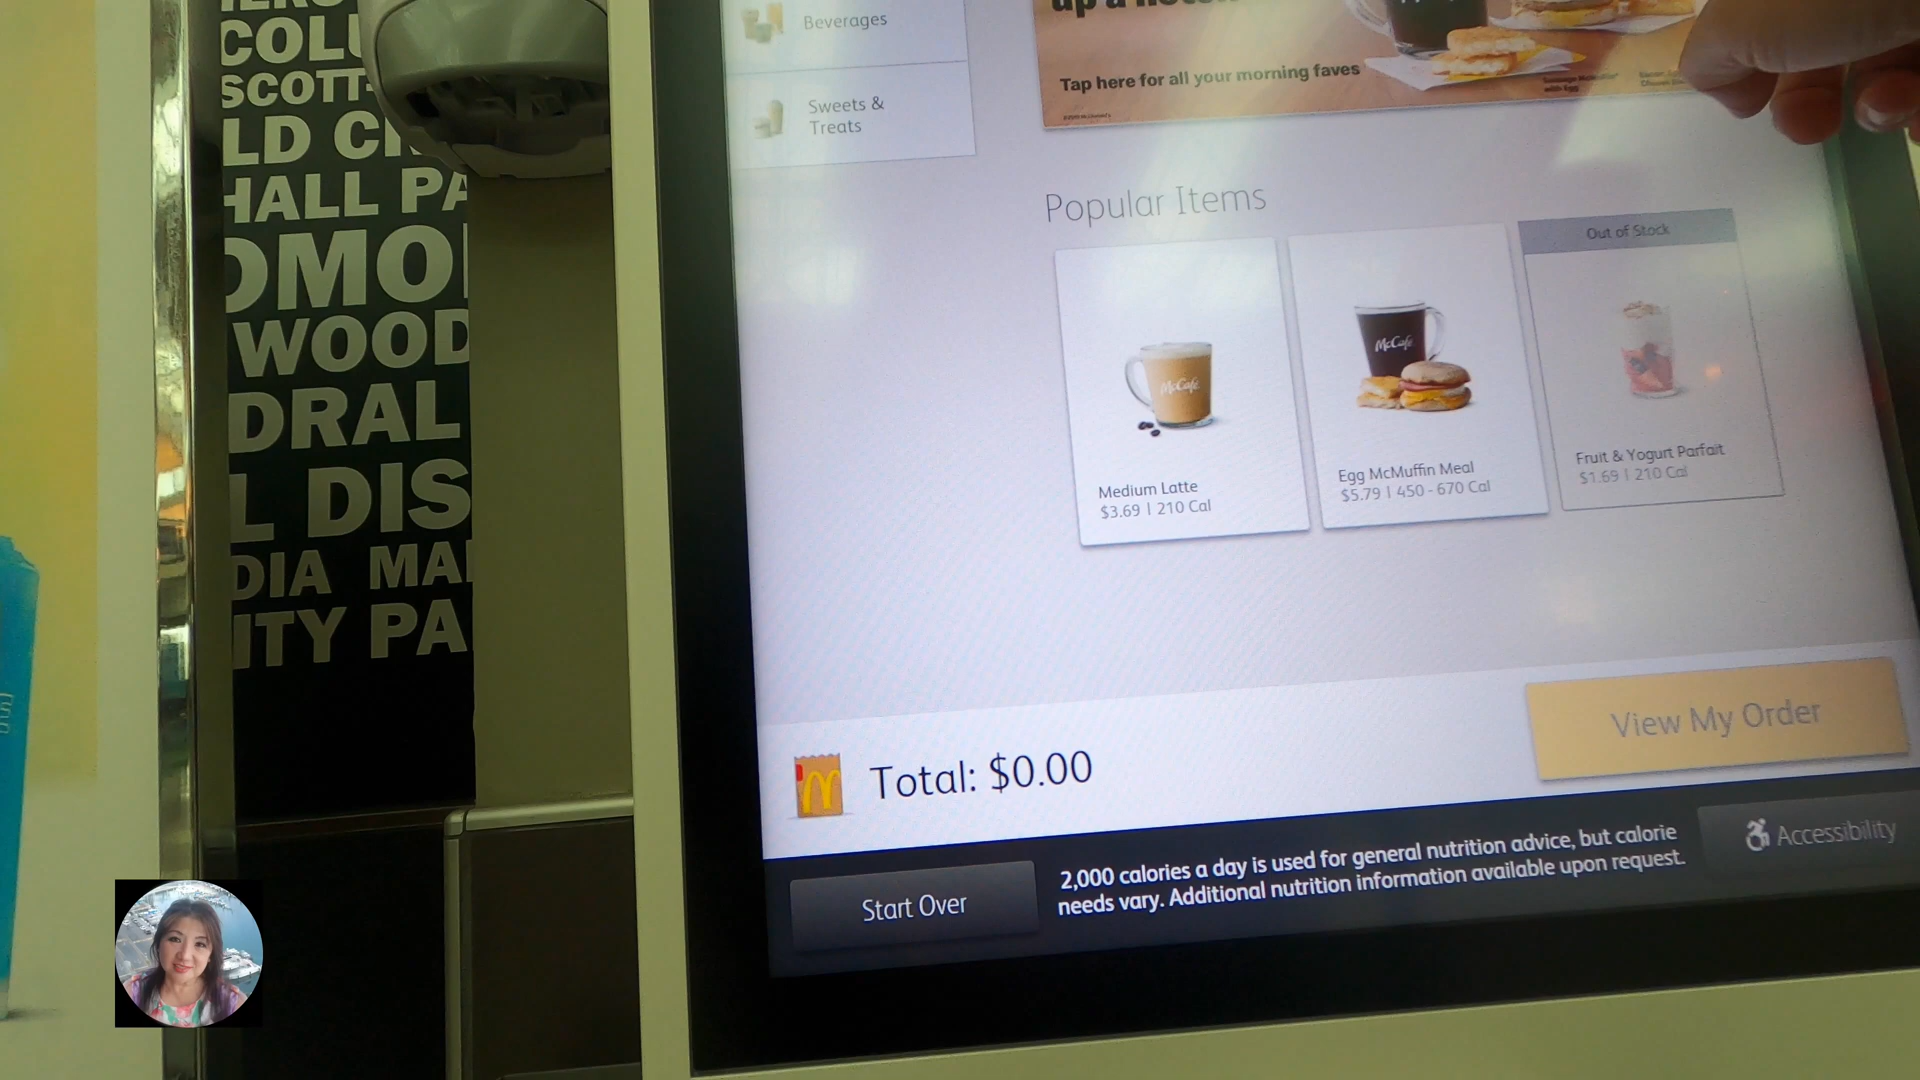 COL
SCOTT-
LD C
HALL PA
OMO
WOOD
DRAL
L DIS
DIA MA
ITY PA
Beverages
Sweets &
Treats
Tap here for all your morning faves
Popular Items
McCafé
Medium Latte
$3.69 | 210 Cal
McCafé
Egg McMuffin Meal
$5.79 | 450 - 670 Cal
Out of Stock
Fruit & Yogurt Parfait
$1.69 | 210 Cal
Total: $0.00
View My Order
Start Over
2,000 calories a day is used for general nutrition advice, but calorie
needs vary. Additional nutrition information available upon request.
Accessibility